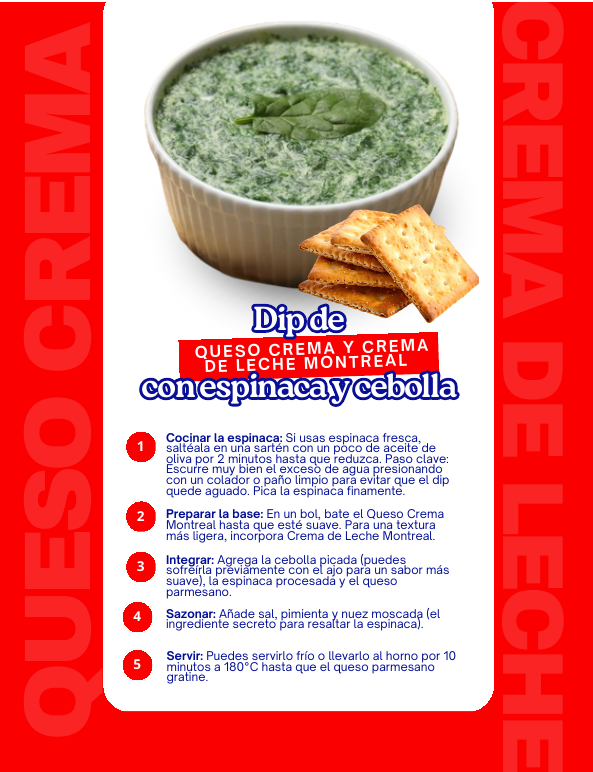 QUESO CREMA
CREMA DE LECHE
Dip de
QUESO CREMA Y CREMA
DE LECHE MONTREAL
con espinaca y cebolla
1
Cocinar la espinaca: Si usas espinaca fresca,
saltéala en una sartén con un poco de aceite de
oliva por 2 minutos hasta que reduzca. Paso clave:
Escurre muy bien el exceso de agua presionando
con un colador o paño limpio para evitar que el dip
quede aguado. Pica la espinaca finamente.
2
Preparar la base: En un bol, bate el Queso Crema
Montreal hasta que esté suave. Para una textura
más ligera, incorpora Crema de Leche Montreal.
3
Integrar: Agrega la cebolla picada (puedes
sofreírla previamente con el ajo para un sabor más
suave), la espinaca procesada y el queso
parmesano.
4
Sazonar: Añade sal, pimienta y nuez moscada (el
ingrediente secreto para resaltar la espinaca).
5
Servir: Puedes servirlo frío o llevarlo al horno por 10
minutos a 180°C hasta que el queso parmesano
gratine.